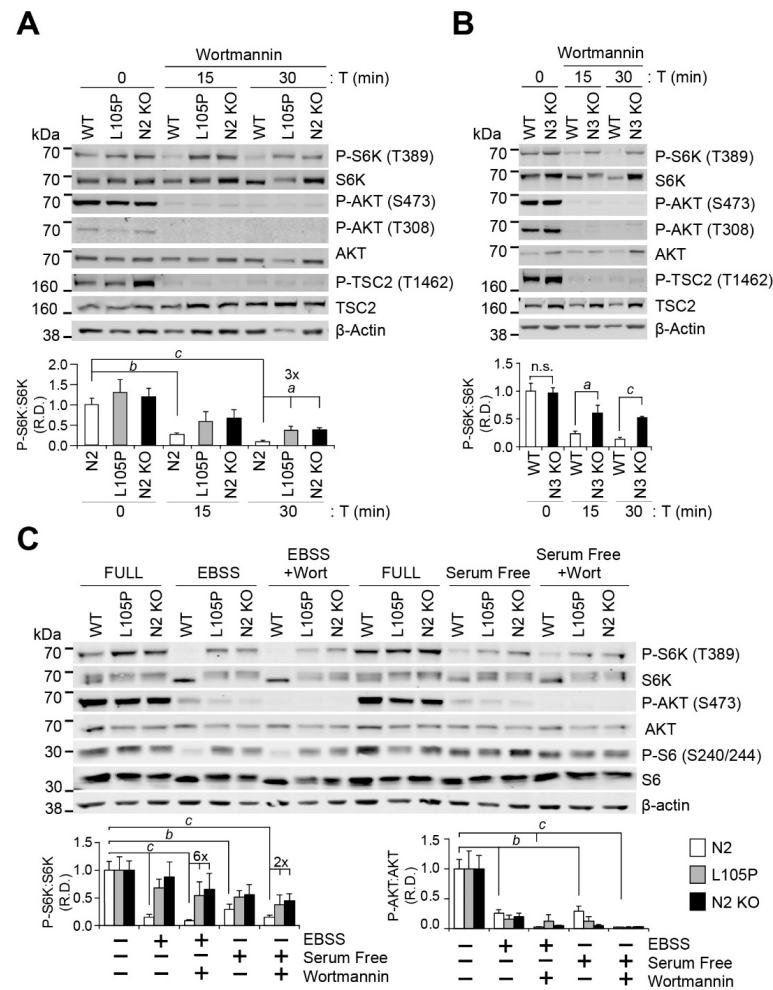 A
Wortmannin
0 15 30 : T (min)
WT L105P N2 KO WT L105P N2 KO WT L105P N2 KO
kDa
70 P-S6K (T389)
70 S6K
70 P-AKT (S473)
P-AKT (T308)
70 AKT
160 P-TSC2 (T1462)
160 TSC2
38 β-Actin
P-S6K:S6K
(R.D.)
2.0
1.5
1.0
0.5
0.0
b
c
3x
a
N2 L105P N2 KO N2 L105P N2 KO N2 L105P N2 KO
0 15 30 : T (min)
B
Wortmannin
0 15 30 : T (min)
WT N3 KO WT N3 KO WT N3 KO
kDa
70 P-S6K (T389)
70 S6K
70 P-AKT (S473)
70 P-AKT (T308)
70 AKT
160 P-TSC2 (T1462)
160 TSC2
38 β-Actin
P-S6K:S6K
(R.D.)
1.5
1.0
0.5
0
n.s.
a
c
WT N3 KO WT N3 KO WT N3 KO
0 15 30 : T (min)
C
FULL EBSS EBSS
+Wort FULL Serum Free Serum Free
+Wort
WT L105P N2 KO WT L105P N2 KO WT L105P N2 KO WT L105P N2 KO WT L105P N2 KO WT L105P N2 KO
kDa
70 P-S6K (T389)
70 S6K
70 P-AKT (S473)
70 AKT
30 P-S6 (S240/244)
30 S6
38 β-actin
P-S6K:S6K
(R.D.)
1.5
1.0
0.5
0.0
c
b
c
6x
2x
− + + − − EBSS
− − − + + Serum Free
− − + − + Wortmannin
P-AKT:AKT
(R.D.)
1.5
1.0
0.5
0
c
b
− + + − − EBSS
− − − + + Serum Free
− − + − + Wortmannin
N2
L105P
N2 KO